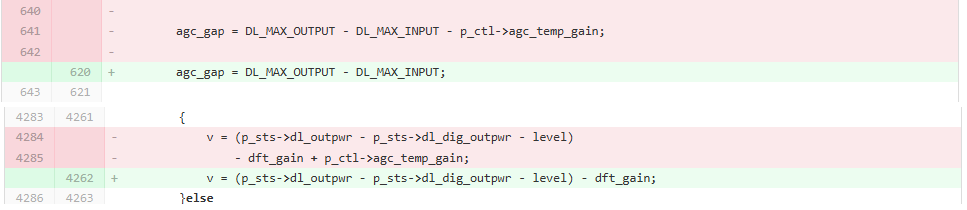 640 -
641 - agc_gap = DL_MAX_OUTPUT - DL_MAX_INPUT - p_ctl->agc_temp_gain;
642 -
620 + agc_gap = DL_MAX_OUTPUT - DL_MAX_INPUT;
643 621
4283 4261 {
4284 - v = (p_sts->dl_outpwr - p_sts->dl_dig_outpwr - level)
4285 - - dft_gain + p_ctl->agc_temp_gain;
4262 + v = (p_sts->dl_outpwr - p_sts->dl_dig_outpwr - level) - dft_gain;
4286 4263 }else